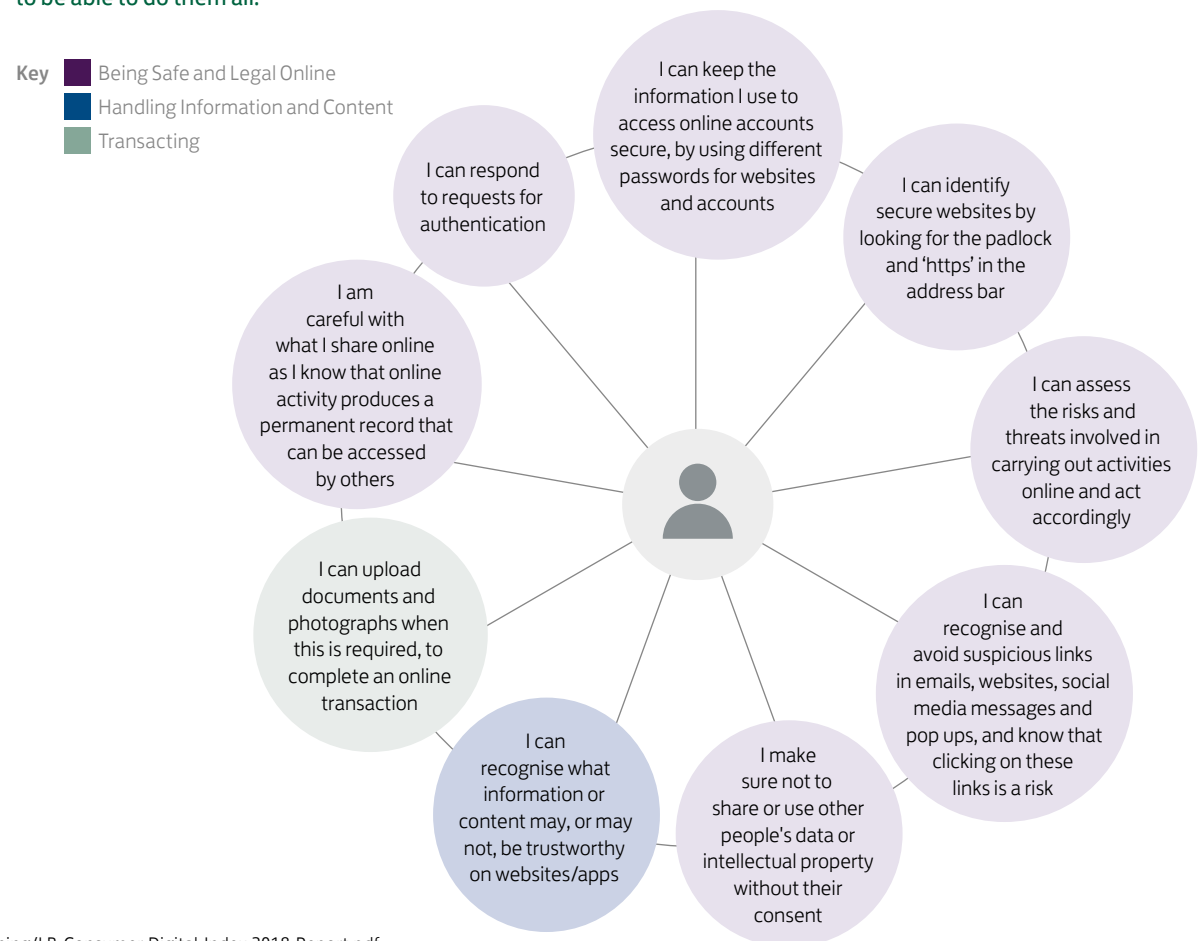 to be able to do them all.
Key
Being Safe and Legal Online
Handling Information and Content
Transacting
I can keep the
information I use to
access online accounts
secure, by using different
passwords for websites
and accounts
I can identify
secure websites by
looking for the padlock
and ‘https’ in the
address bar
I can assess
the risks and
threats involved in
carrying out activities
online and act
accordingly
I can
recognise and
avoid suspicious links
in emails, websites, social
media messages and
pop ups, and know that
clicking on these
links is a risk
I make
sure not to
share or use other
people's data or
intellectual property
without their
consent
I can
recognise what
information or
content may, or may
not, be trustworthy
on websites/apps
I can upload
documents and
photographs when
this is required, to
complete an online
transaction
I am
careful with
what I share online
as I know that online
activity produces a
permanent record that
can be accessed
by others
I can respond
to requests for
authentication